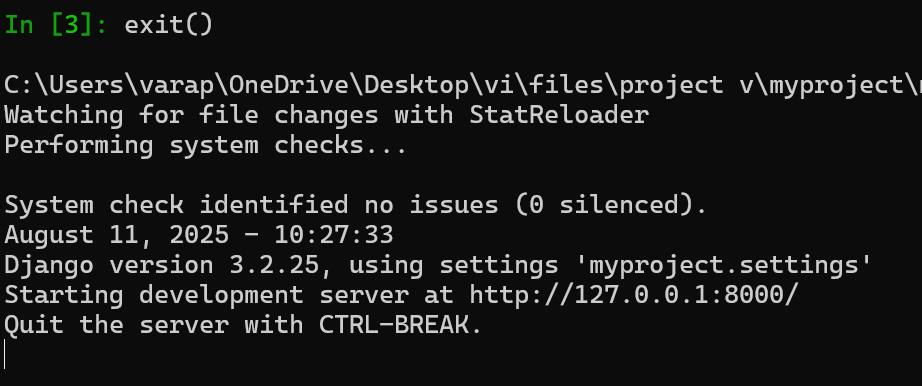 In [3]: exit()
C:\Users\varap\OneDrive\Desktop\vi\files\project v\myproject\
Watching for file changes with StatReloader
Performing system checks...
System check identified no issues (0 silenced).
August 11, 2025 - 10:27:33
Django version 3.2.25, using settings 'myproject.settings'
Starting development server at http://127.0.0.1:8000/
Quit the server with CTRL-BREAK.